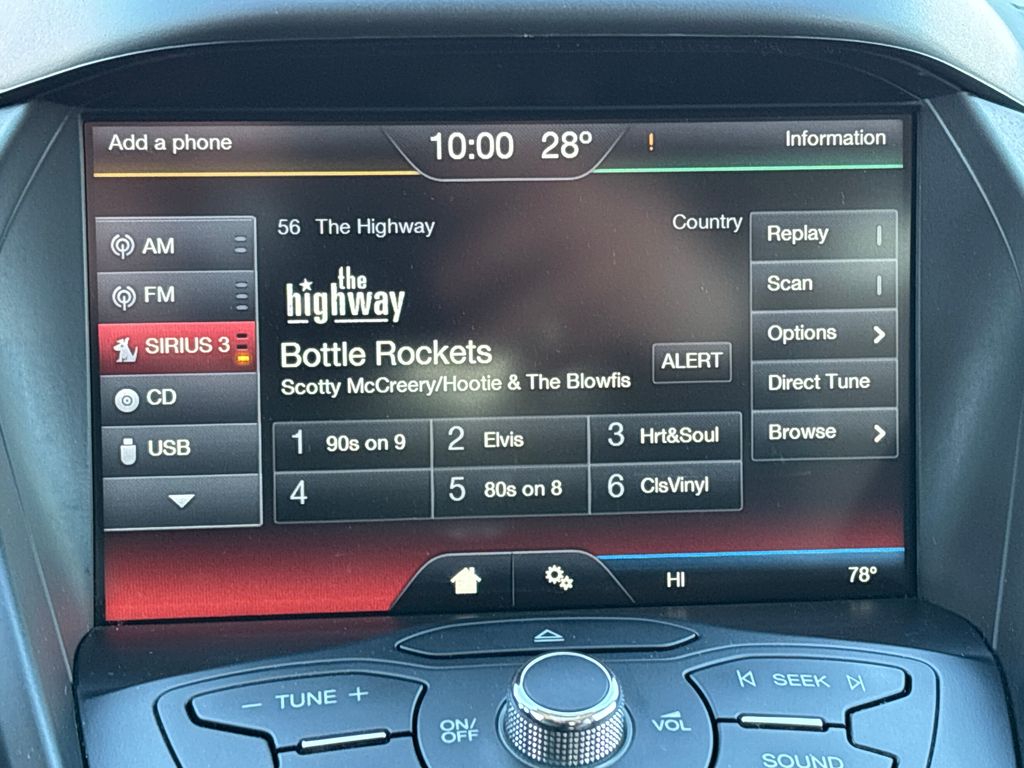 Add a phone
10:00 28°
!
Information
56 The Highway
Country
the
highway
Bottle Rockets
Scotty McCreery/Hootie & The Blowfis
ALERT
AM
FM
SIRIUS 3
CD
USB
Replay
Scan
Options
Direct Tune
Browse
1 90s on 9
2 Elvis
3 Hrt&Soul
4
5 80s on 8
6 ClsVinyl
HI
78°
– TUNE +
ON/
OFF
VOL
SEEK
SOUND